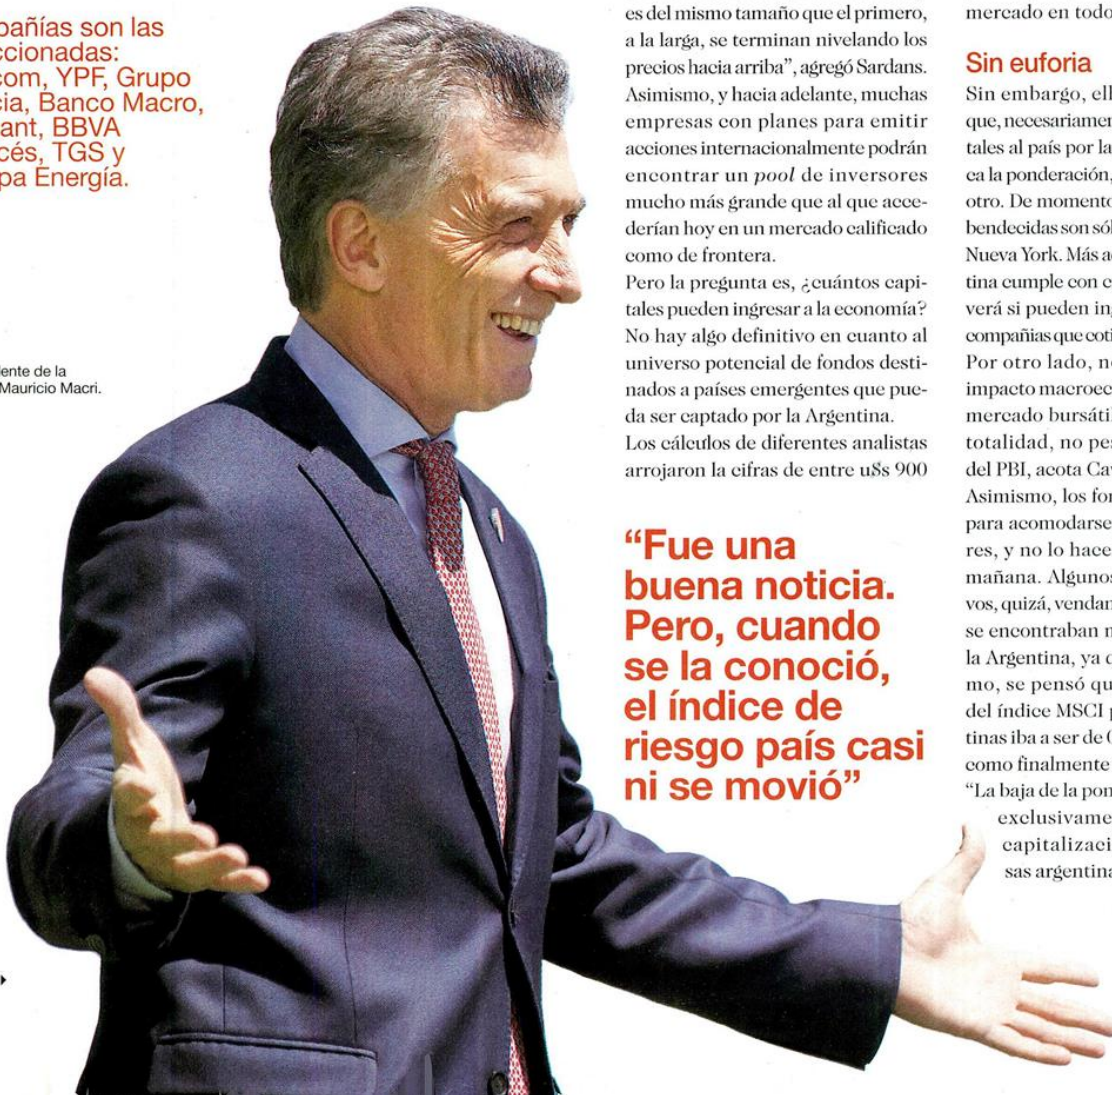 pañías son las
ccionadas:
com, YPF, Grupo
cia, Banco Macro,
ant, BBVA
cés, TGS y
pa Energía.
ente de la
Mauricio Macri.
es del mismo tamaño que el primero,
a la larga, se terminan nivelando los
precios hacia arriba”, agregó Sardans.
Asimismo, y hacia adelante, muchas
empresas con planes para emitir
acciones internacionalmente podrán
encontrar un pool de inversores
mucho más grande que al que acce-
derían hoy en un mercado calificado
como de frontera.
Pero la pregunta es, ¿cuántos capi-
tales pueden ingresar a la economía?
No hay algo definitivo en cuanto al
universo potencial de fondos desti-
nados a países emergentes que pue-
da ser captado por la Argentina.
Los cálculos de diferentes analistas
arrojaron la cifras de entre u$s 900
“Fue una
buena noticia.
Pero, cuando
se la conoció,
el índice de
riesgo país casi
ni se movió”
mercado en todo
Sin euforia
Sin embargo, ell
que, necesariamen
tales al país por la
ca la ponderación,
otro. De momento
bendecidas son sól
Nueva York. Más a
tina cumple con c
verá si pueden in
compañias que coti
Por otro lado, n
impacto macroec
mercado bursáti
totalidad, no pe
del PBI, acota Ca
Asimismo, los fo
para acomodarse
res, y no lo hace
mañana. Algunos
vos, quizá, vendan
se encontraban n
la Argentina, ya
mo, se pensó qu
del índice MSCI
tinas iba a ser de
como finalmente
“La baja de la pon
exclusivame
capitalizaci
sas argentina